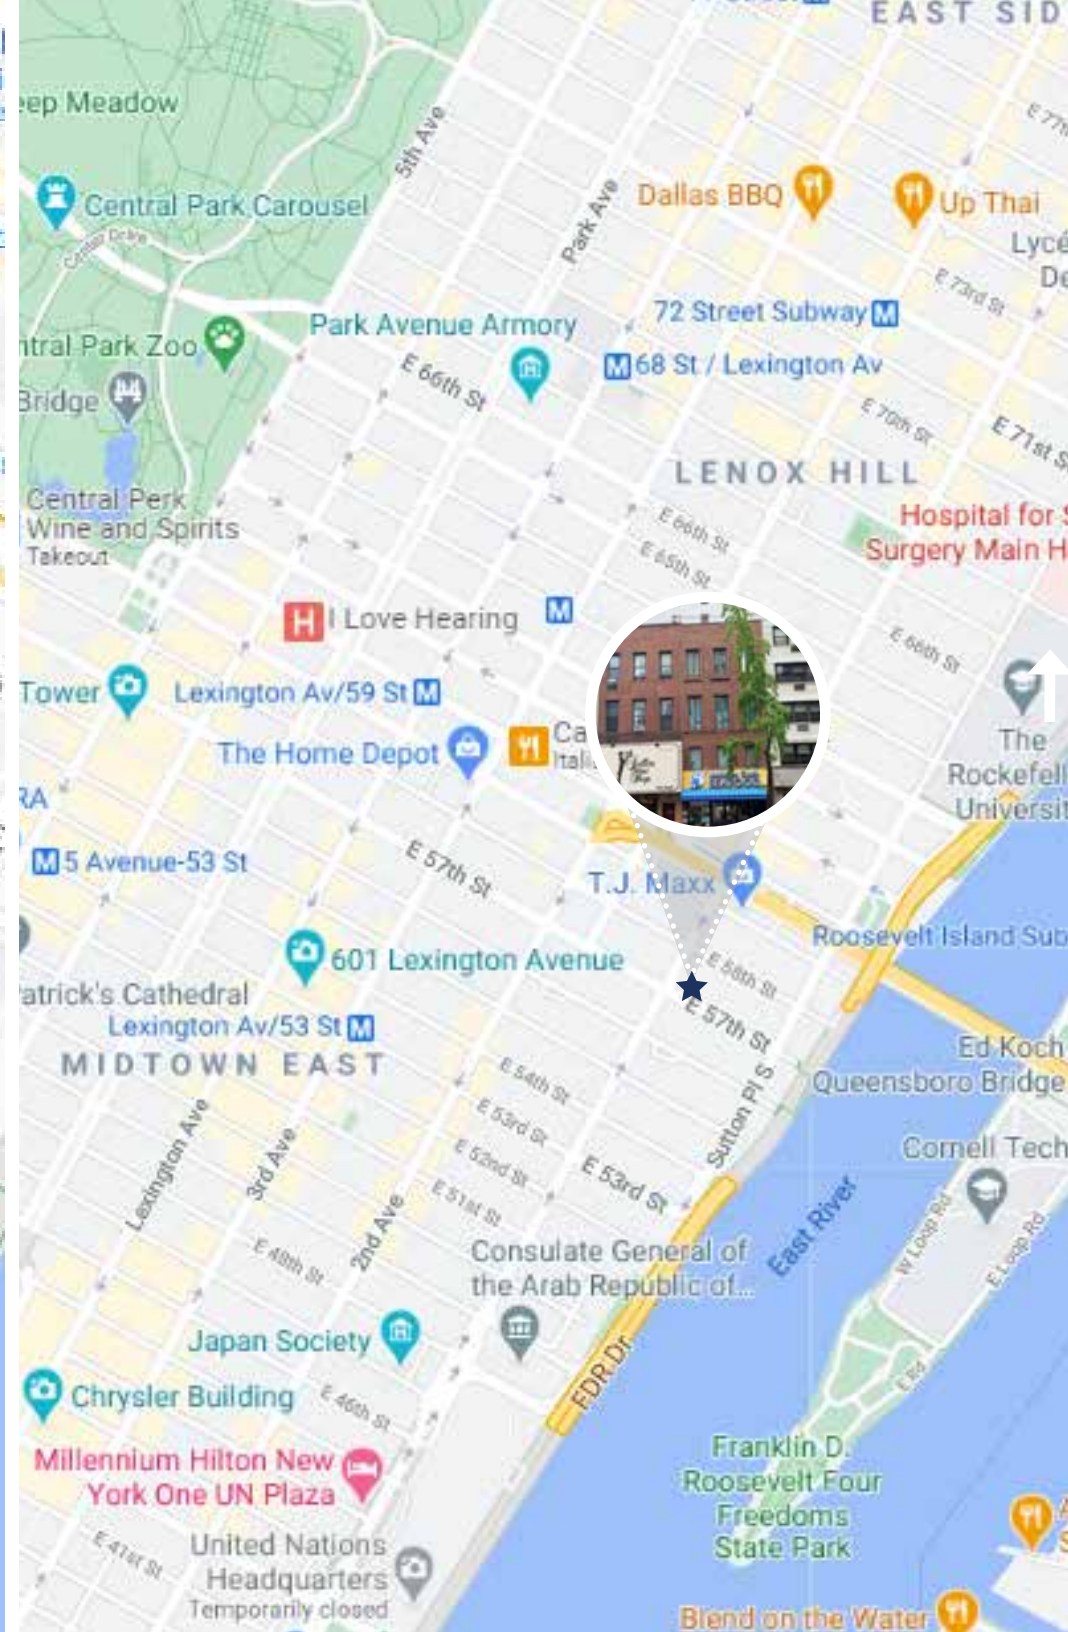 EAST SID
eep Meadow
5th Ave
E 77th
Dallas BBQ
Up Thai
Central Park Carousel
Park Ave
Center Drive
Lycé
De
E 73rd St
72 Street Subway
M
Park Avenue Armory
ntral Park Zoo
M
68 St / Lexington Av
E 66th St
Bridge
E 70th St
E 71st S
LENOX HILL
Central Perk
Wine and Spirits
Takeout
Hospital for S
Surgery Main H
E 66th St
E 65th St
H
I Love Hearing
M
E 66th St
Tower
Lexington Av/59 St
M
The Home Depot
Ca
Itali
The
Rockefell
Universit
RA
M
5 Avenue-53 St
E 57th St
T.J. Maxx
Roosevelt Island Sub
601 Lexington Avenue
E 58th St
atrick's Cathedral
E 57th St
Lexington Av/53 St
M
MIDTOWN EAST
Ed Koch
Queensboro Bridge
E 54th St
Sutton Pl S
E 53rd St
Cornell Tech
Lexington Ave
3rd Ave
E 52nd St
E 53rd St
E 51st St
2nd Ave
East River
W Loop Rd
E Loop Rd
E 48th St
Consulate General of
the Arab Republic of...
Japan Society
FDR Dr
Chrysler Building
E 46th St
E Rd
Millennium Hilton New
York One UN Plaza
Franklin D.
Roosevelt Four
Freedoms
State Park
E 41st St
United Nations
Headquarters
Temporarily closed
Blend on the Water